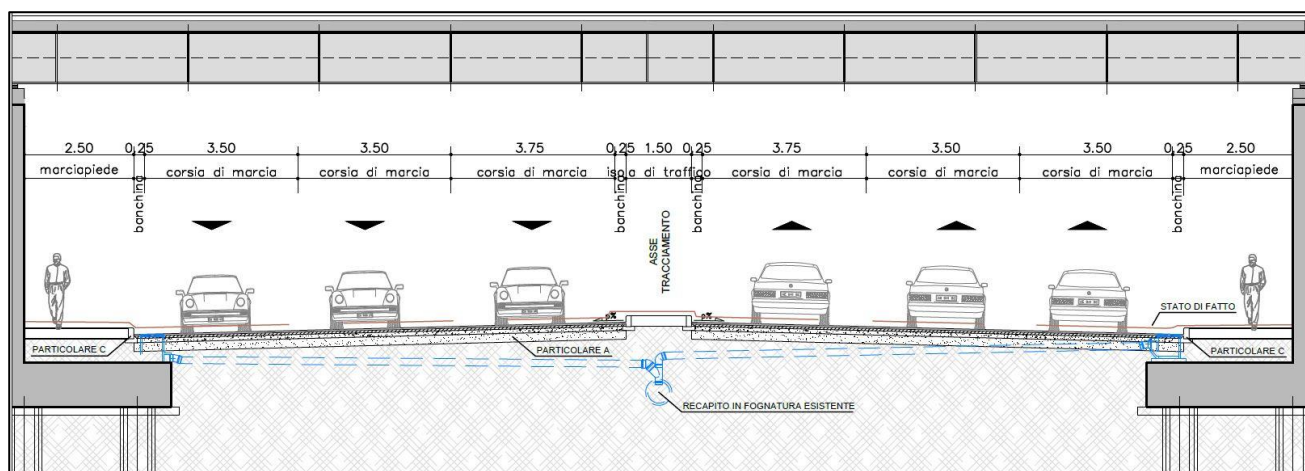 2.50 0.25 3.50 3.50 3.75 0.25 1.50 0.25 3.75 3.50 3.50 0.25 2.50
marciapiede corsia di marcia corsia di marcia corsia di marcia isola di traffico corsia di marcia corsia di marcia corsia di marcia marciapiede
banchina banchina banchina banchina
ASSE
TRACCIAMENTO
STATO DI FATTO
PARTICOLARE C PARTICOLARE A PARTICOLARE C
RECAPITO IN FOGNATURA ESISTENTE